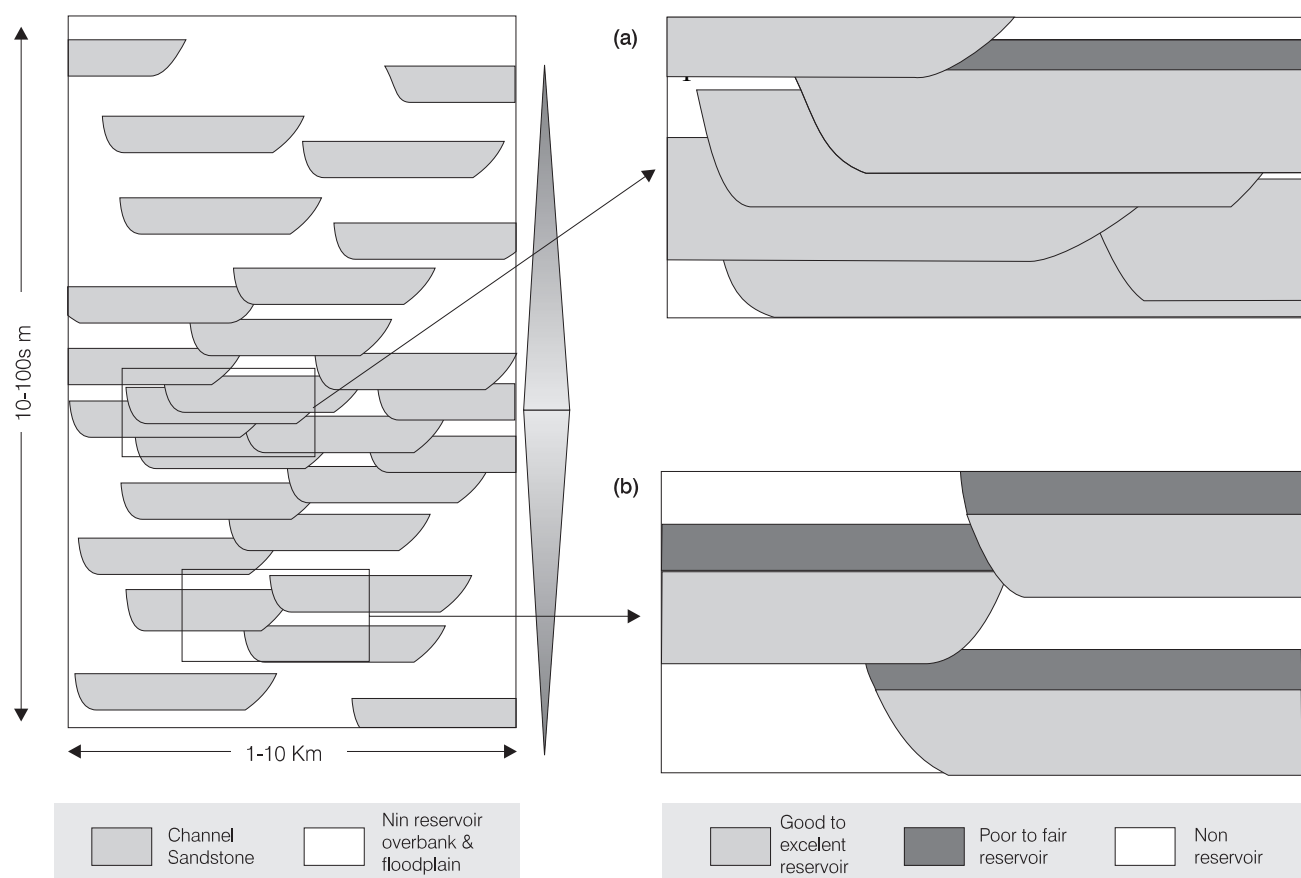 (a)
10-100s m
(b)
1-10 Km
Channel
Sandstone
Nin reservoir
overbank &
floodplain
Good to
excelent
reservoir
Poor to fair
reservoir
Non
reservoir